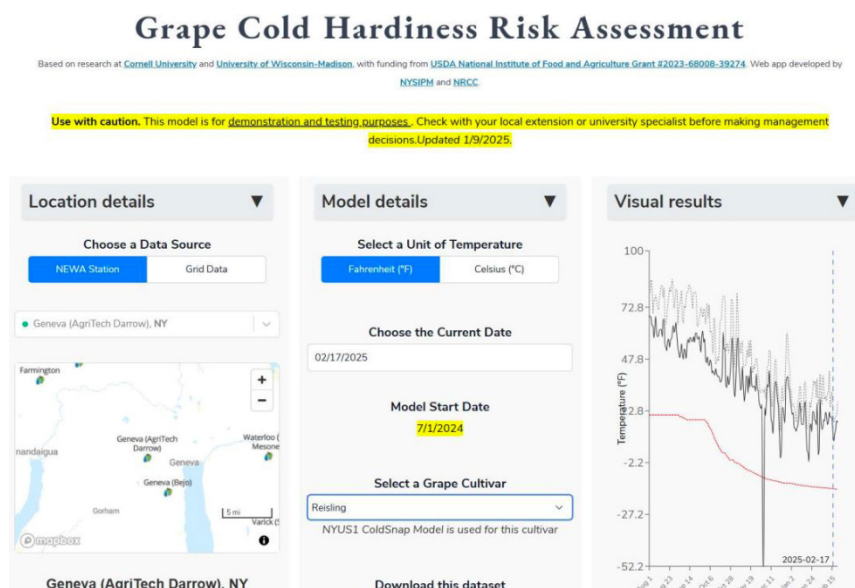 Grape Cold Hardiness Risk Assessment
Based on research at Cornell University and University of Wisconsin-Madison, with funding from USDA National Institute of Food and Agriculture Grant #2023-68008-39274. Web app developed by
NYSIPM and NRCC.
Use with caution. This model is for demonstration and testing purposes . Check with your local extension or university specialist before making management
decisions.Updated 1/9/2025.
Location details ▼
Choose a Data Source
NEWA Station
Grid Data
Geneva (AgriTech Darrow), NY
Farmington
+
−
Geneva (AgriTech
Darrow)
Waterloo (
Mesone
nandaigua
Geneva
Geneva (Bejo)
Gorham
5 mi
Varick (S
mapbox
Geneva (AgriTech Darrow), NY
Model details ▼
Select a Unit of Temperature
Fahrenheit (°F)
Celsius (°C)
Choose the Current Date
02/17/2025
Model Start Date
7/1/2024
Select a Grape Cultivar
Reisling
NYUS1 ColdSnap Model is used for this cultivar
Download this dataset
Visual results ▼
Temperature (°F)
100
72.8
47.8
22.8
-2.2
-27.2
-52.2
2025-02-17